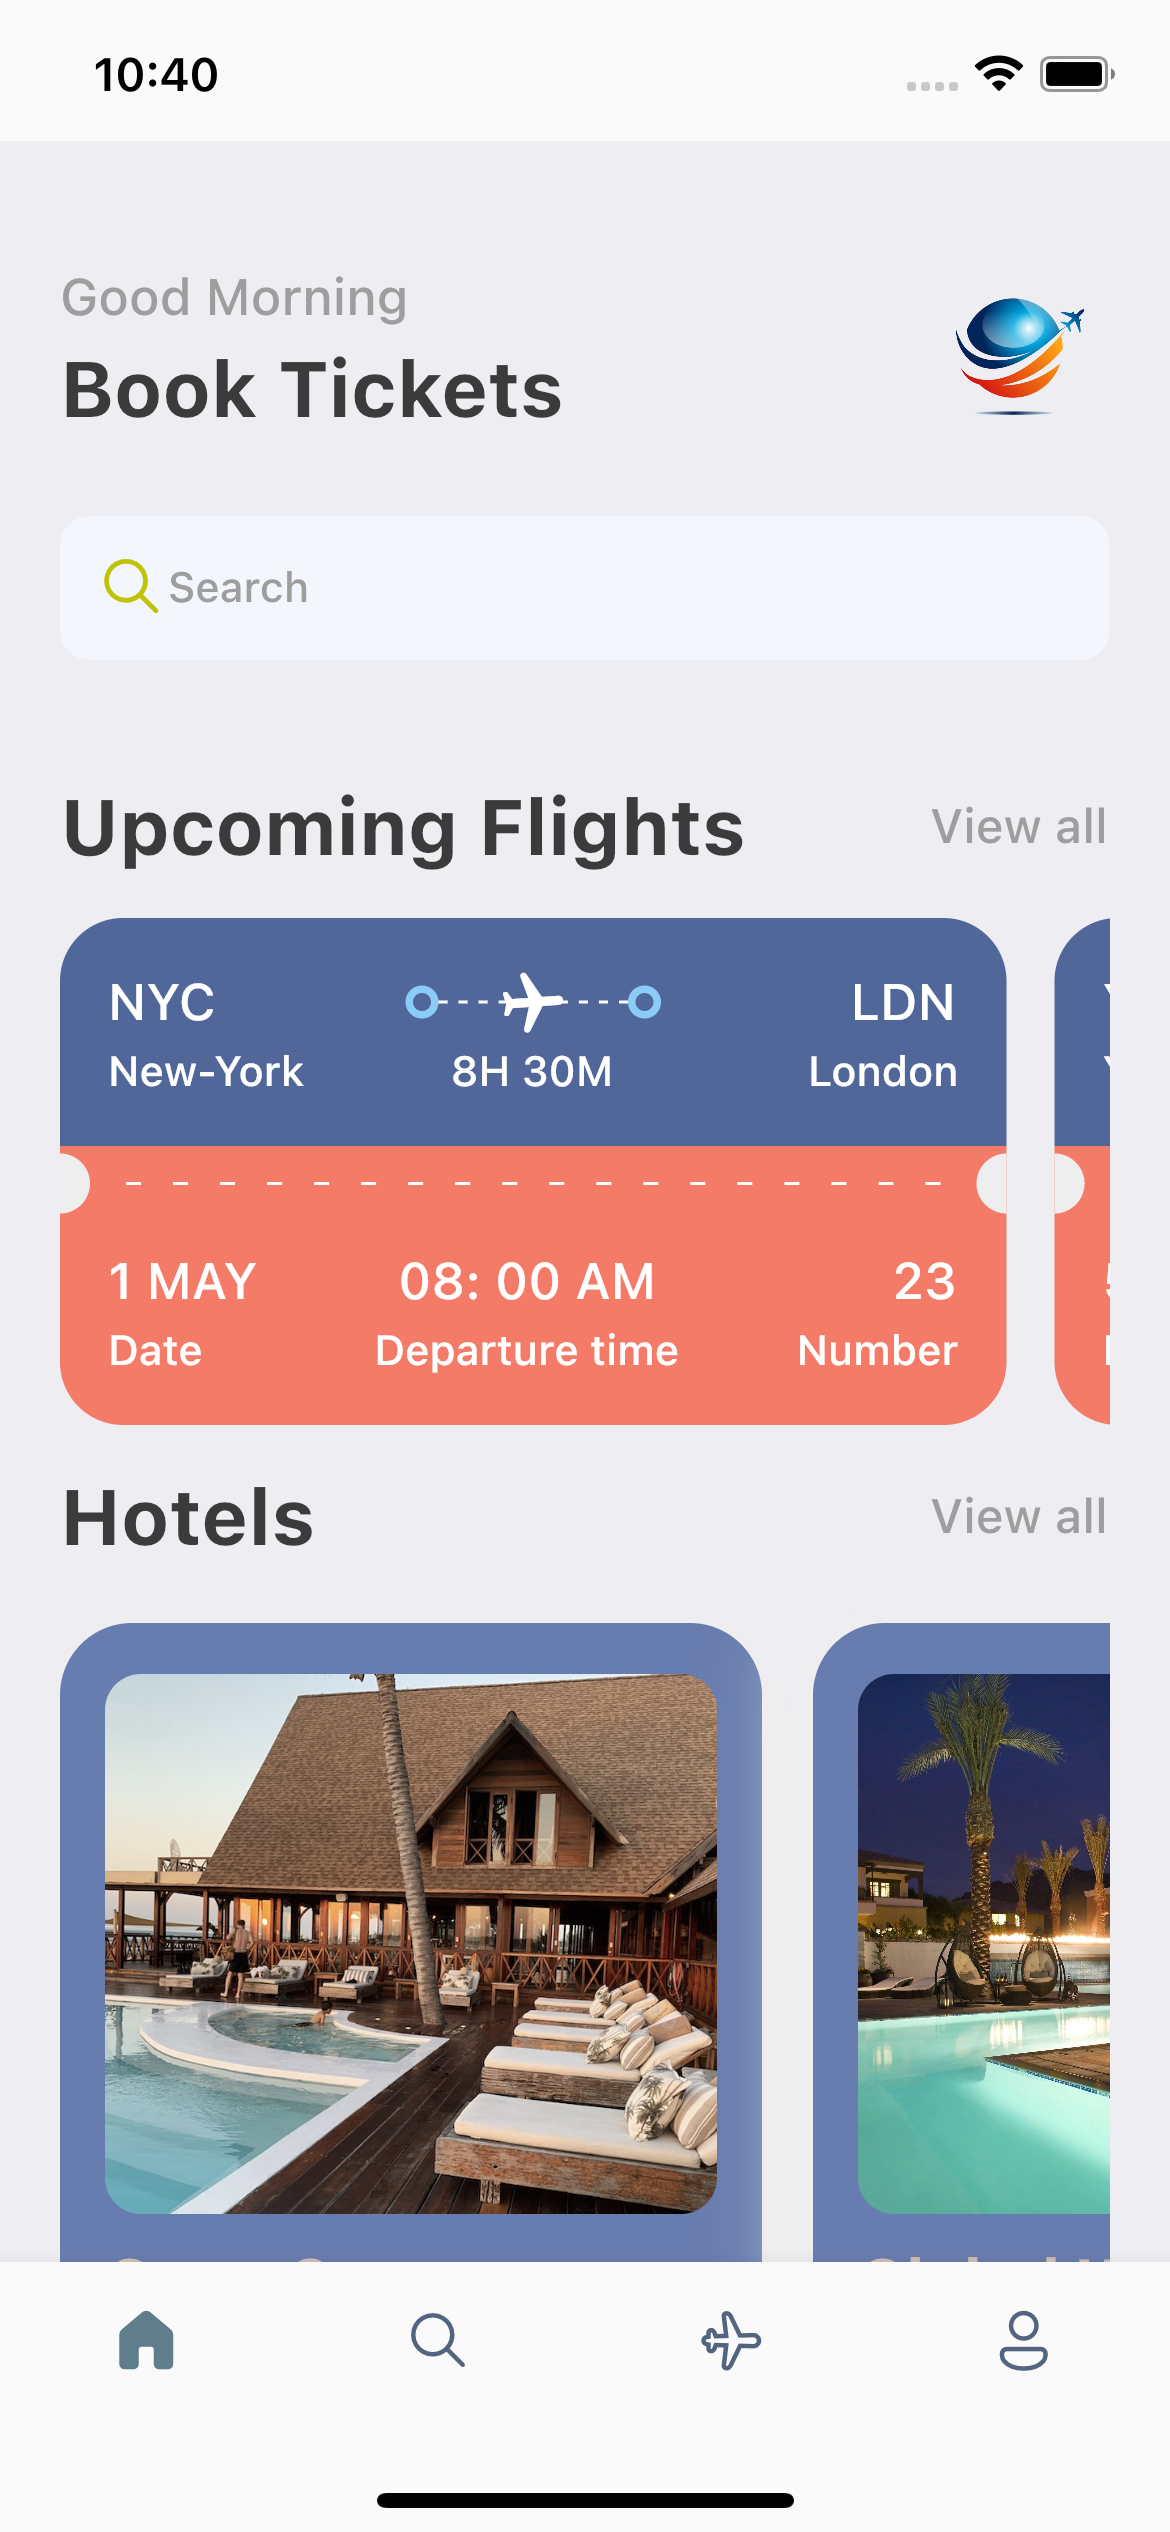 10:40
Good Morning
Book Tickets
Search
Upcoming Flights View all
NYC LDN
New-York 8H 30M London
1 MAY 08: 00 AM 23
Date Departure time Number
Hotels View all